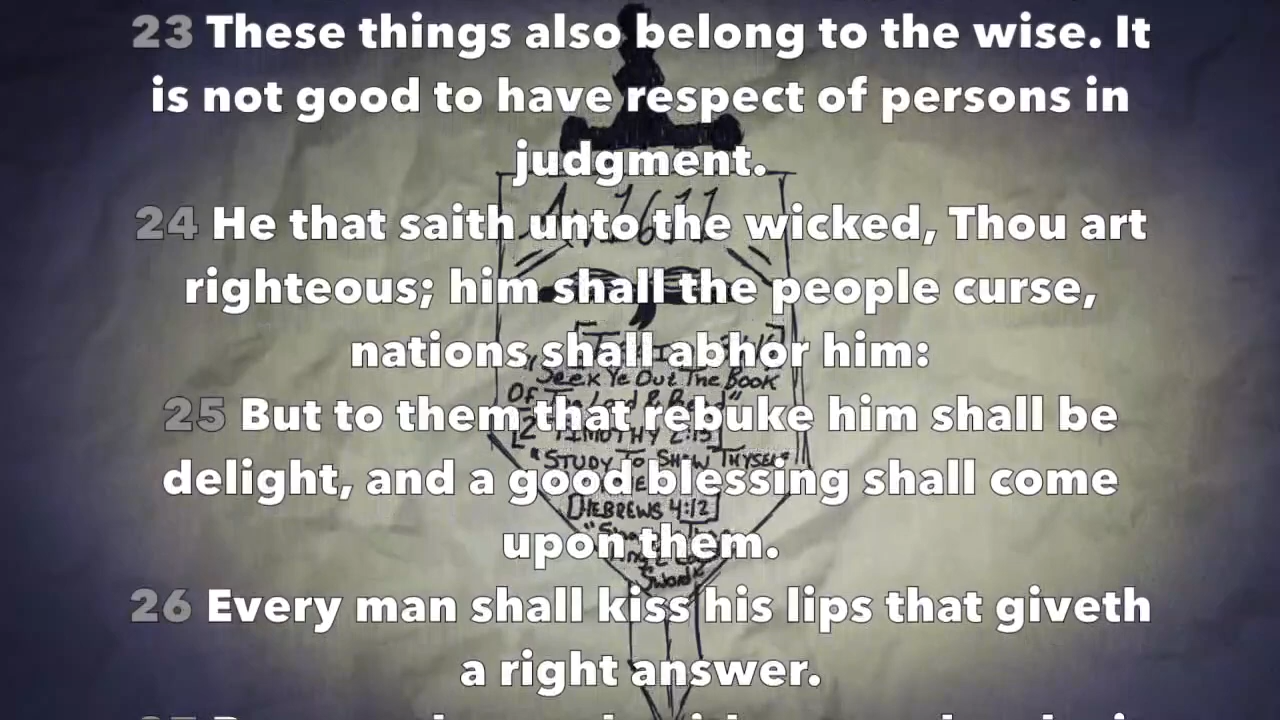 23 These things also belong to the wise. It
is not good to have respect of persons in
judgment.
24 He that saith unto the wicked, Thou art
righteous; him shall the people curse,
nations shall abhor him:
25 But to them that rebuke him shall be
delight, and a good blessing shall come
upon them.
26 Every man shall kiss his lips that giveth
a right answer.
1611
"Seek Ye Out The Book
Of The Lord & Read"
[2 TIMOTHY 2:15]
"STUDY To SHOW THYSELF
[HEBREWS 4:12]
Sword"